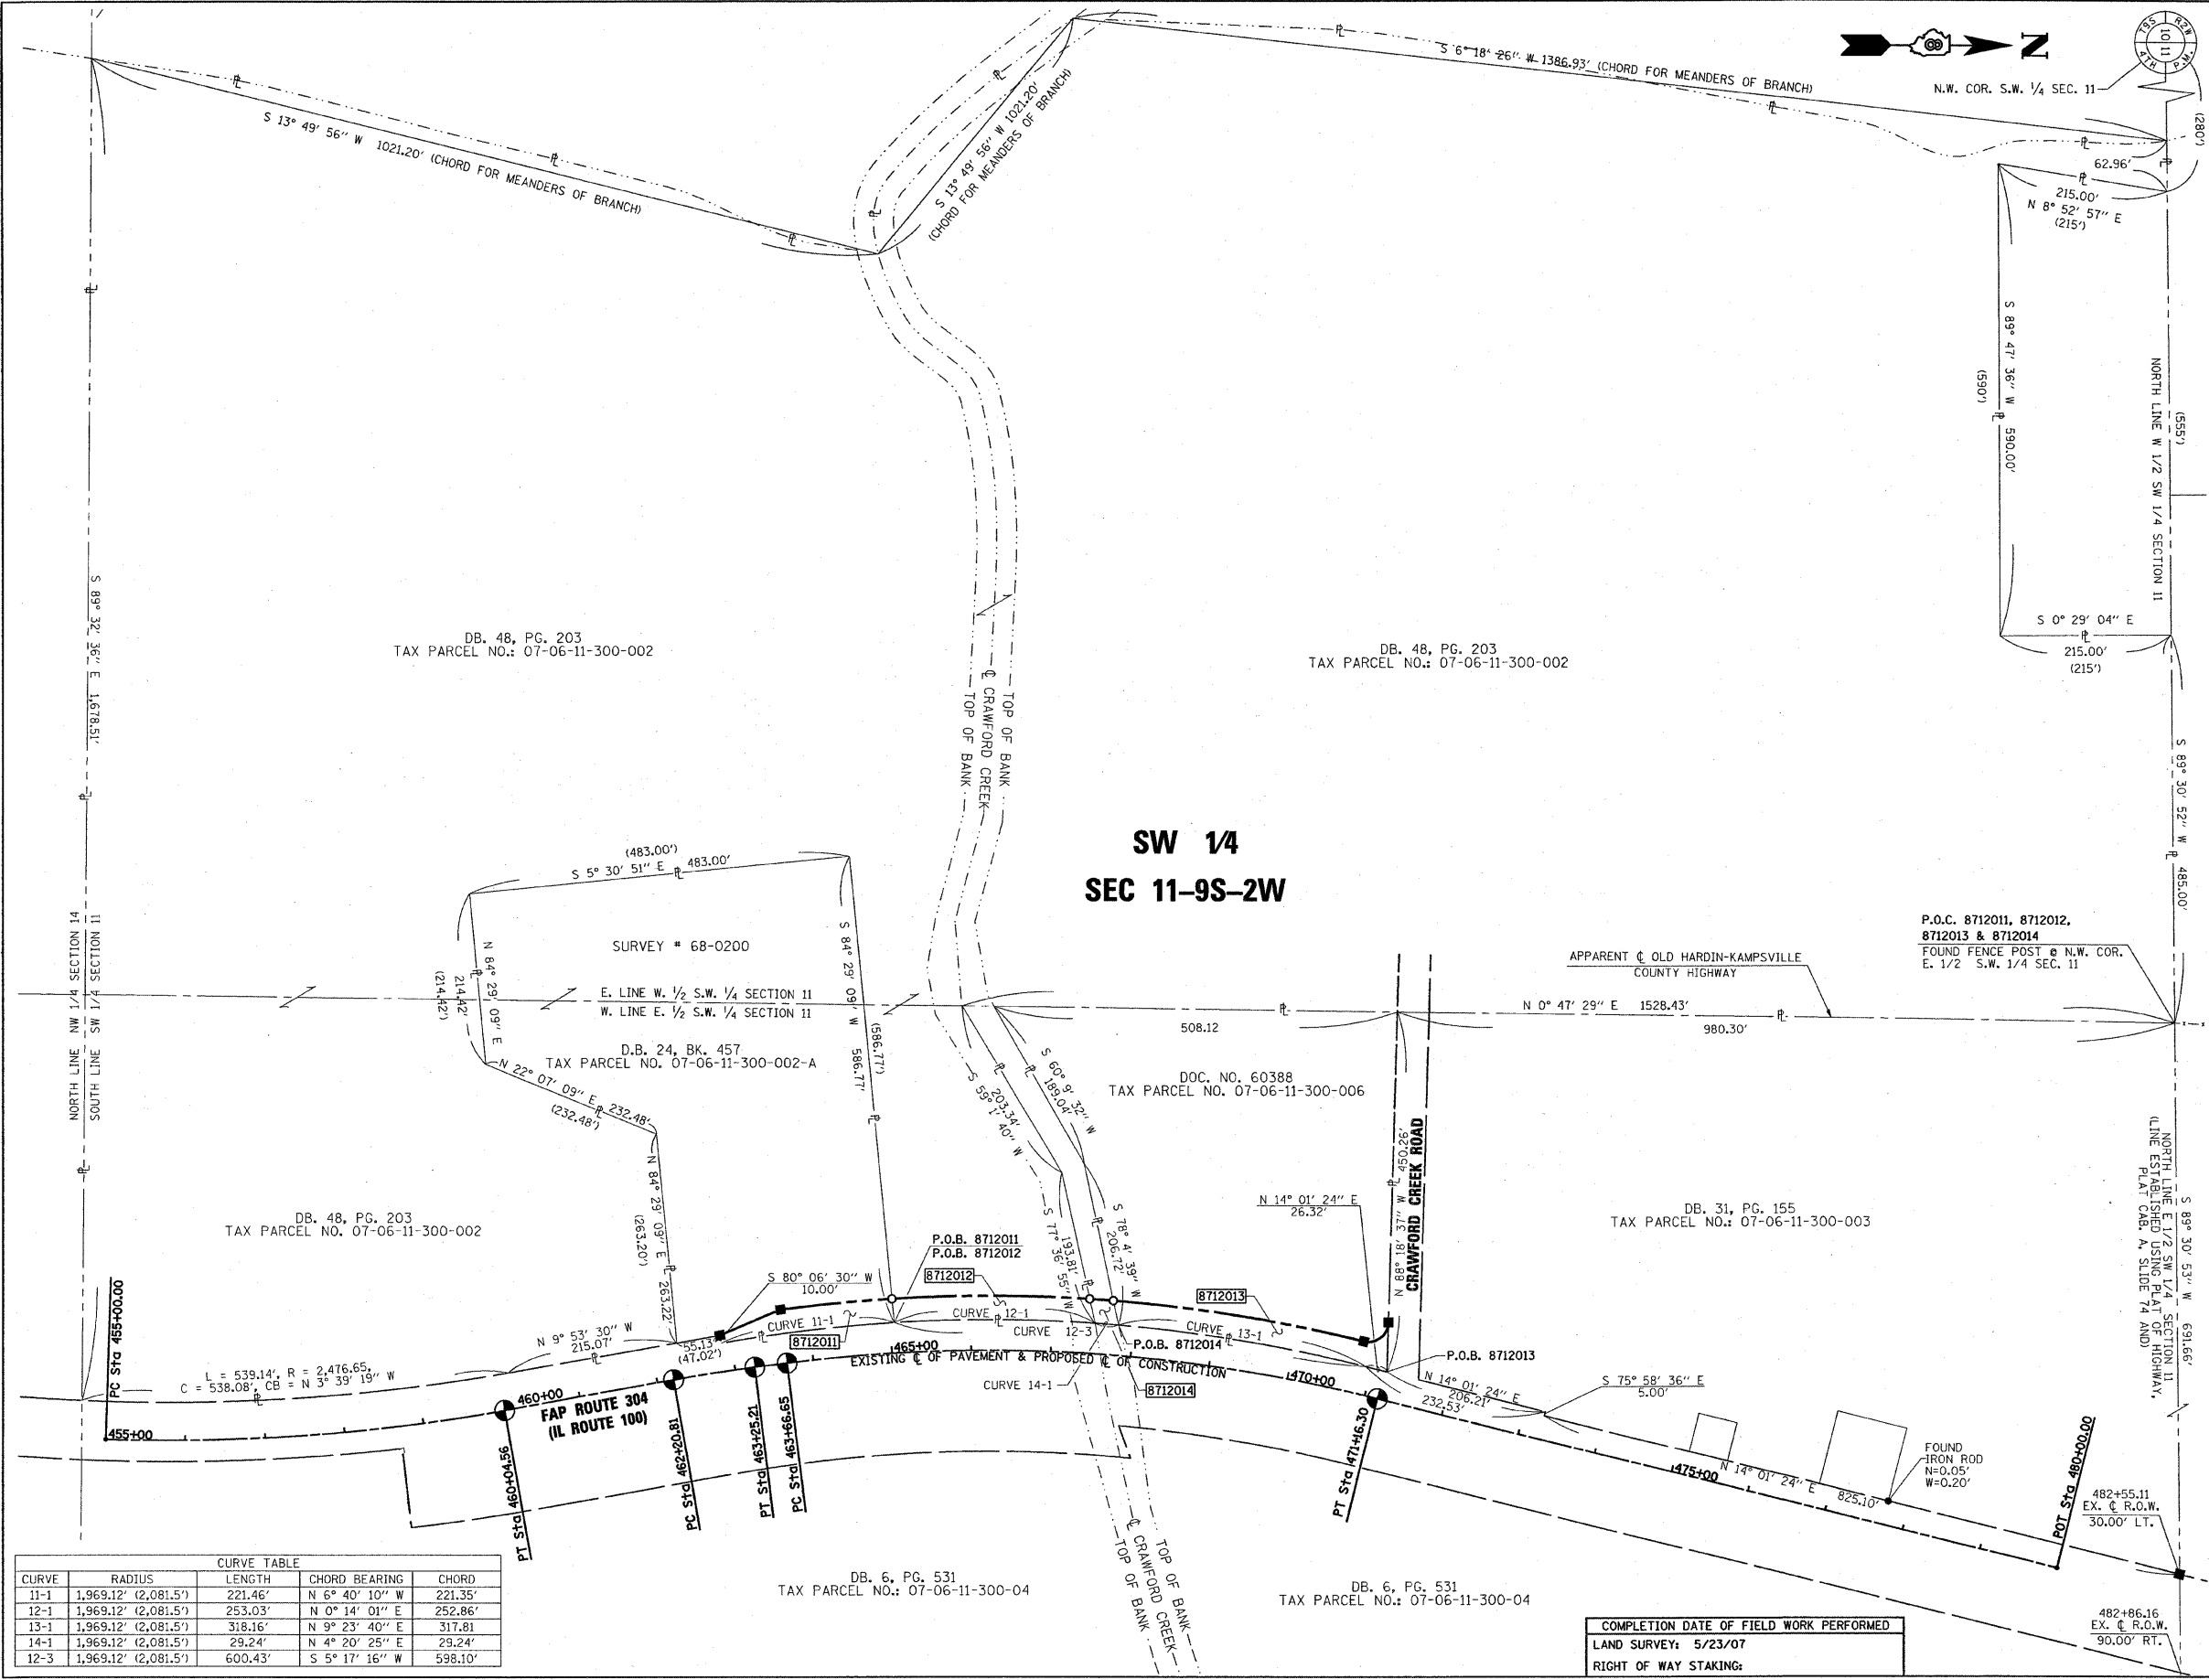 S 6° 18' 26" W 1386.93' (CHORD FOR MEANDERS OF BRANCH)
N
T9S R2W
10 11
4TH P.M.
N.W. COR. S.W. 1/4 SEC. 11
(280')
62.96'
215.00'
N 8° 52' 57" E
(215')
S 13° 49' 56" W 1021.20' (CHORD FOR MEANDERS OF BRANCH)
S 13° 49' 56" W 1021.20'
(CHORD FOR MEANDERS OF BRANCH)
S 89° 47' 36" W 590.00'
(590')
NORTH LINE W 1/2 SW 1/4 SECTION 11
(555')
S 0° 29' 04" E
215.00'
(215')
S 89° 32' 36" E 1,678.51'
DB. 48, PG. 203
TAX PARCEL NO.: 07-06-11-300-002
DB. 48, PG. 203
TAX PARCEL NO.: 07-06-11-300-002
TOP OF BANK
℄ CRAWFORD CREEK
TOP OF BANK
S 89° 30' 52" W 485.00'
SW 1/4
SEC 11-9S-2W
(483.00')
S 5° 30' 51" E 483.00'
SURVEY # 68-0200
N 84° 29' 09" E
214.42'
(214.42')
S 84° 29' 09" W 586.77'
(586.77')
NORTH LINE NW 1/4 SECTION 14
SOUTH LINE SW 1/4 SECTION 11
E. LINE W. 1/2 S.W. 1/4 SECTION 11
W. LINE E. 1/2 S.W. 1/4 SECTION 11
D.B. 24, BK. 457
TAX PARCEL NO. 07-06-11-300-002-A
N 22° 07' 09" E 232.48'
(232.48')
N 84° 29' 09" E 263.22'
(263.20')
508.12
APPARENT ℄ OLD HARDIN-KAMPSVILLE
COUNTY HIGHWAY
N 0° 47' 29" E 1528.43'
980.30'
P.O.C. 8712011, 8712012,
8712013 & 8712014
FOUND FENCE POST @ N.W. COR.
E. 1/2 S.W. 1/4 SEC. 11
S 60° 9' 32" W
189.04'
203.34'
S 59° 1' 40" W
DOC. NO. 60388
TAX PARCEL NO. 07-06-11-300-006
S 78° 4' 39" W
206.72'
193.81'
S 77° 36' 55" W
N 88° 18' 37" W 450.26'
CRAWFORD CREEK ROAD
N 14° 01' 24" E
26.32'
DB. 31, PG. 155
TAX PARCEL NO.: 07-06-11-300-003
S 89° 30' 53" W 691.66'
NORTH LINE E 1/2 SW 1/4 SECTION 11
(LINE ESTABLISHED USING PLAT OF HIGHWAY,
PLAT CAB. A, SLIDE 74 AND)
DB. 48, PG. 203
TAX PARCEL NO. 07-06-11-300-002
P.O.B. 8712011
P.O.B. 8712012
8712012
S 80° 06' 30" W
10.00'
8712013
CURVE 11-1
CURVE 12-1
CURVE 12-3
CURVE 13-1
8712011
PC Sta 455+00.00
N 9° 53' 30" W
215.07'
55.13'
(47.02')
465+00
EXISTING ℄ OF PAVEMENT & PROPOSED ℄ OF CONSTRUCTION
P.O.B. 8712014
CURVE 14-1
8712014
470+00
P.O.B. 8712013
L = 539.14', R = 2,476.65,
C = 538.08', CB = N 3° 39' 19" W
N 14° 01' 24" E
206.21'
232.53'
S 75° 58' 36" E
5.00'
455+00
460+00
FAP ROUTE 304
(IL ROUTE 100)
PT Sta 460+04.56
PC Sta 462+20.81
PT Sta 463+25.21
PC Sta 463+66.65
PT Sta 471+16.30
475+00
N 14° 01' 24" E
825.10'
FOUND
IRON ROD
N=0.05'
W=0.20'
POT Sta 480+00.00
482+55.11
EX. ℄ R.O.W.
30.00' LT.
482+86.16
EX. ℄ R.O.W.
90.00' RT.
TOP OF BANK
℄ CRAWFORD CREEK
TOP OF BANK
DB. 6, PG. 531
TAX PARCEL NO.: 07-06-11-300-04
DB. 6, PG. 531
TAX PARCEL NO.: 07-06-11-300-04
CURVE TABLE
CURVE RADIUS LENGTH CHORD BEARING CHORD
11-1 1,969.12' (2,081.5') 221.46' N 6° 40' 10" W 221.35'
12-1 1,969.12' (2,081.5') 253.03' N 0° 14' 01" E 252.86'
13-1 1,969.12' (2,081.5') 318.16' N 9° 23' 40" E 317.81
14-1 1,969.12' (2,081.5') 29.24' N 4° 20' 25" E 29.24'
12-3 1,969.12' (2,081.5') 600.43' S 5° 17' 16" W 598.10'
COMPLETION DATE OF FIELD WORK PERFORMED
LAND SURVEY: 5/23/07
RIGHT OF WAY STAKING: